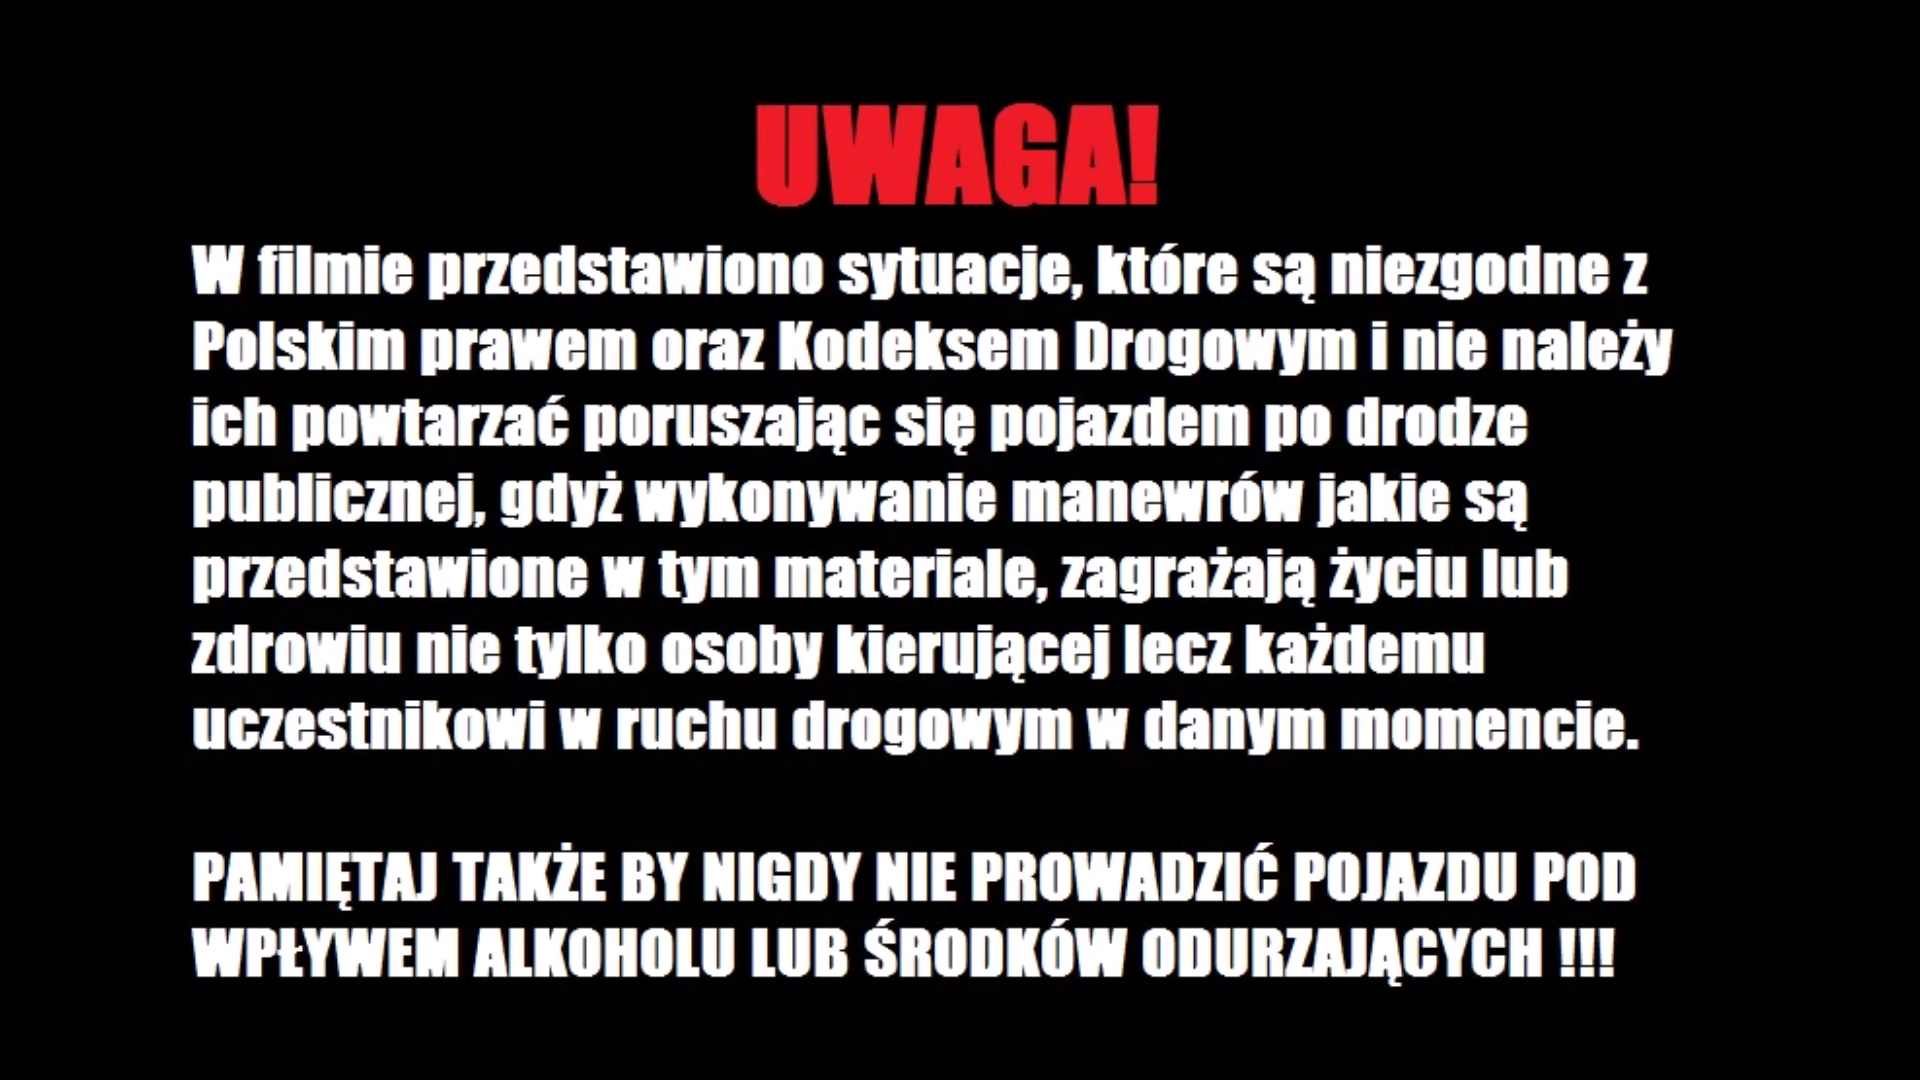 UWAGA!
W filmie przedstawiono sytuacje, które są niezgodne z
Polskim prawem oraz Kodeksem Drogowym i nie należy
ich powtarzać poruszając się pojazdem po drodze
publicznej, gdyż wykonywanie manewrów jakie są
przedstawione w tym materiale, zagrażają życiu lub
zdrowiu nie tylko osoby kierującej lecz każdemu
uczestnikowi w ruchu drogowym w danym momencie.
PAMIĘTAJ TAKŻE BY NIGDY NIE PROWADZIĆ POJAZDU POD
WPŁYWEM ALKOHOLU LUB ŚRODKÓW ODURZAJĄCYCH !!!